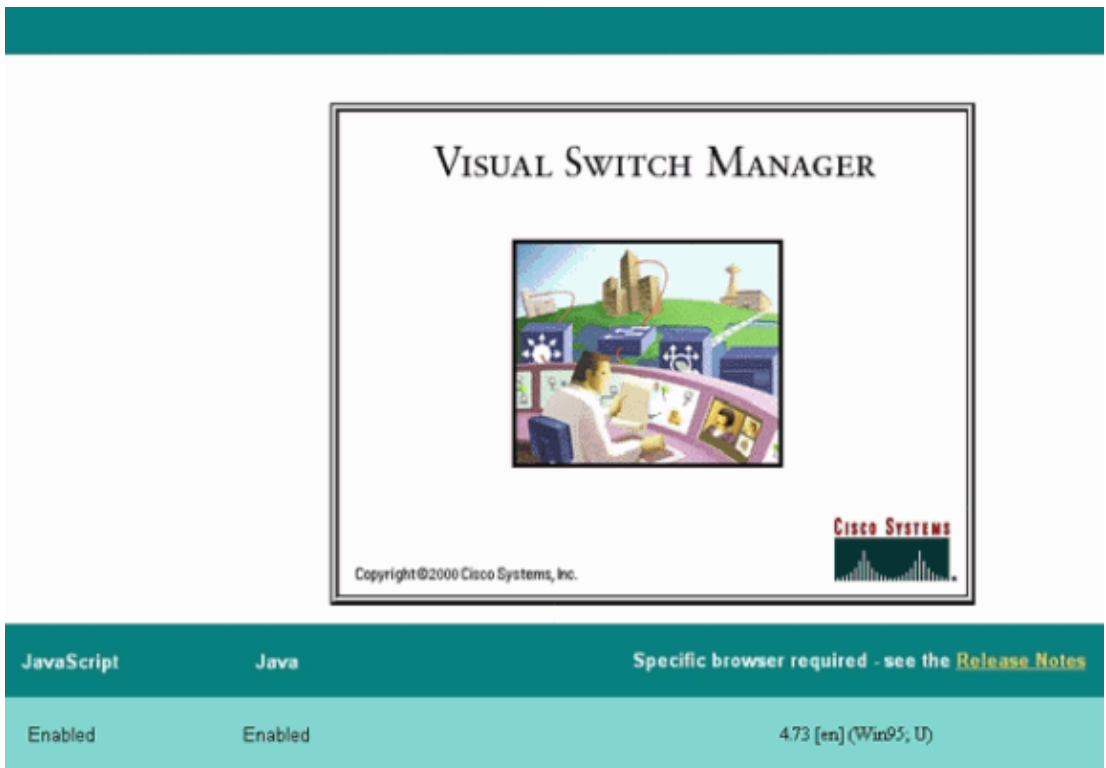 VISUAL SWITCH MANAGER
CISCO SYSTEMS
Copyright©2000 Cisco Systems, Inc.
JavaScript Java Specific browser required - see the Release Notes
Enabled Enabled 4.73 [en] (Win95; U)